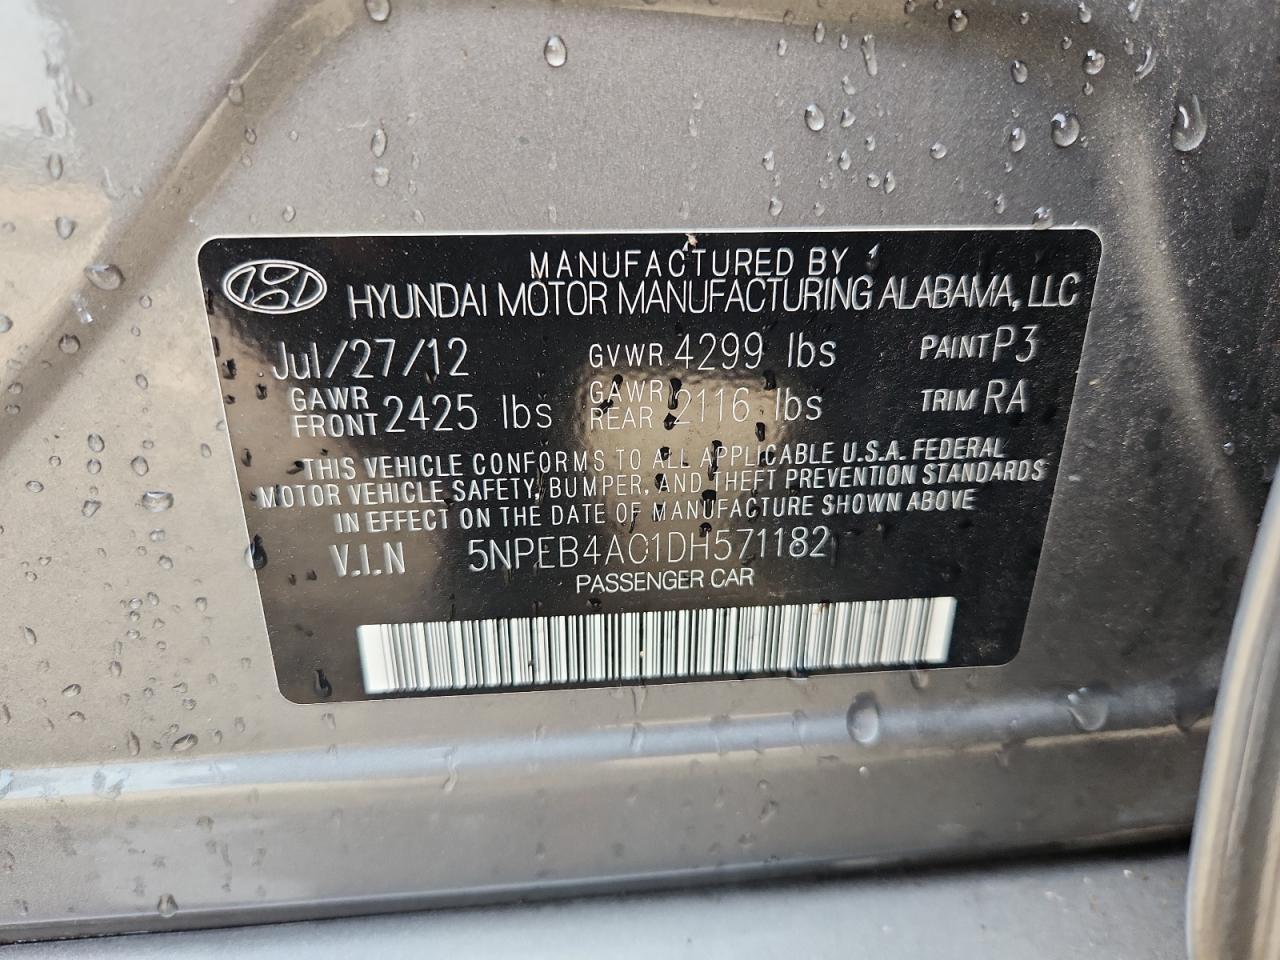 MANUFACTURED BY
HYUNDAI MOTOR MANUFACTURING ALABAMA, LLC
Jul/27/12 GVWR 4299 lbs PAINT P3
GAWR FRONT 2425 lbs GAWR REAR 2116 lbs TRIM RA
THIS VEHICLE CONFORMS TO ALL APPLICABLE U.S.A. FEDERAL
MOTOR VEHICLE SAFETY, BUMPER, AND THEFT PREVENTION STANDARDS
IN EFFECT ON THE DATE OF MANUFACTURE SHOWN ABOVE
V.I.N 5NPEB4AC1DH571182
PASSENGER CAR